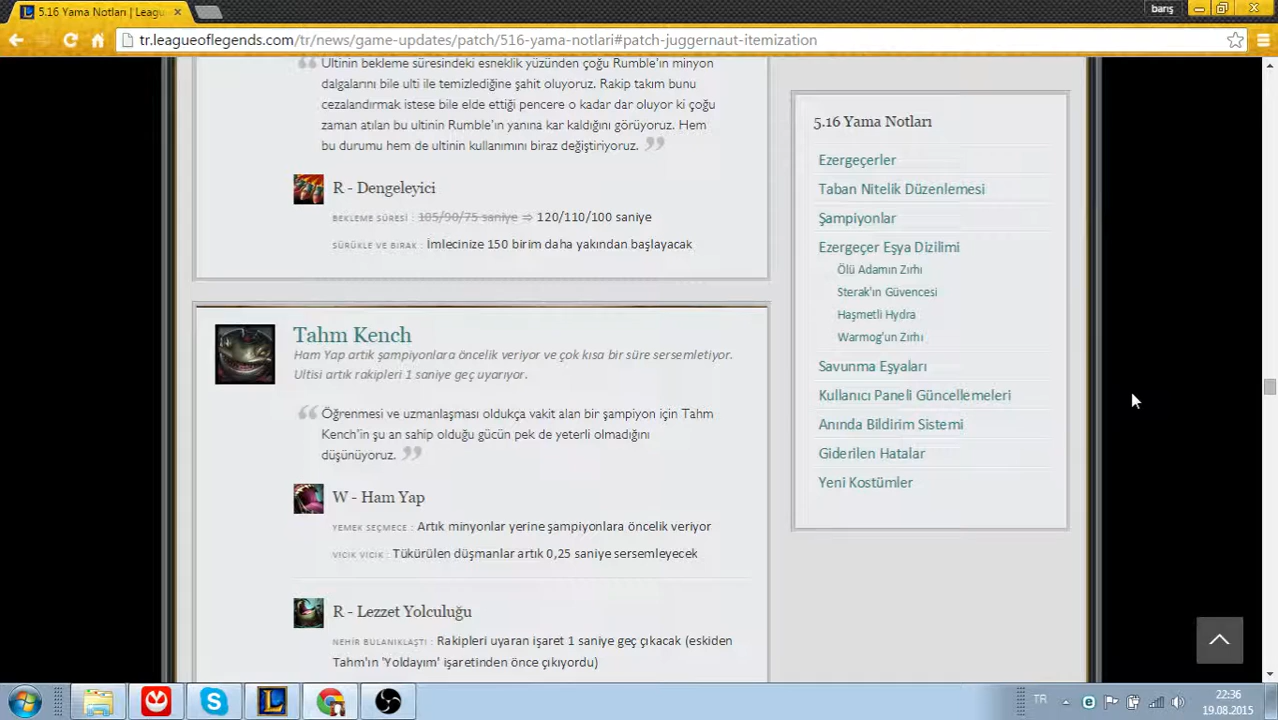 5.16 Yama Notları | Leagu
barış
tr.leagueoflegends.com/tr/news/game-updates/patch/516-yama-notlari#patch-juggernaut-itemization
Ultinin bekleme süresindeki esneklik yüzünden çoğu Rumble'ın minyon
dalgalarını bile ulti ile temizlediğine şahit oluyoruz. Rakip takım bunu
cezalandırmak istese bile elde ettiği pencere o kadar dar oluyor ki çoğu
zaman atılan bu ultinin Rumble'ın yanına kar kaldığını görüyoruz. Hem
bu durumu hem de ultinin kullanımını biraz değiştiriyoruz.
R - Dengeleyici
BEKLEME SÜRESİ : 105/90/75 saniye ⇒ 120/110/100 saniye
SÜRÜKLE VE BIRAK : İmlecinize 150 birim daha yakından başlayacak
Tahm Kench
Ham Yap artık şampiyonlara öncelik veriyor ve çok kısa bir süre sersemletiyor.
Ultisi artık rakipleri 1 saniye geç uyarıyor.
Öğrenmesi ve uzmanlaşması oldukça vakit alan bir şampiyon için Tahm
Kench'in şu an sahip olduğu gücün pek de yeterli olmadığını
düşünüyoruz.
W - Ham Yap
YEMEK SEÇMECE : Artık minyonlar yerine şampiyonlara öncelik veriyor
VICIK VICIK : Tükürülen düşmanlar artık 0,25 saniye sersemleyecek
R - Lezzet Yolculuğu
NEHİR BULANIKLAŞTI : Rakipleri uyaran işaret 1 saniye geç çıkacak (eskiden
Tahm'ın 'Yoldayım' işaretinden önce çıkıyordu)
5.16 Yama Notları
Ezergeçerler
Taban Nitelik Düzenlemesi
Şampiyonlar
Ezergeçer Eşya Dizilimi
Ölü Adamın Zırhı
Sterak'ın Güvencesi
Haşmetli Hydra
Warmog'un Zırhı
Savunma Eşyaları
Kullanıcı Paneli Güncellemeleri
Anında Bildirim Sistemi
Giderilen Hatalar
Yeni Kostümler
TR
22:36
19.08.2015